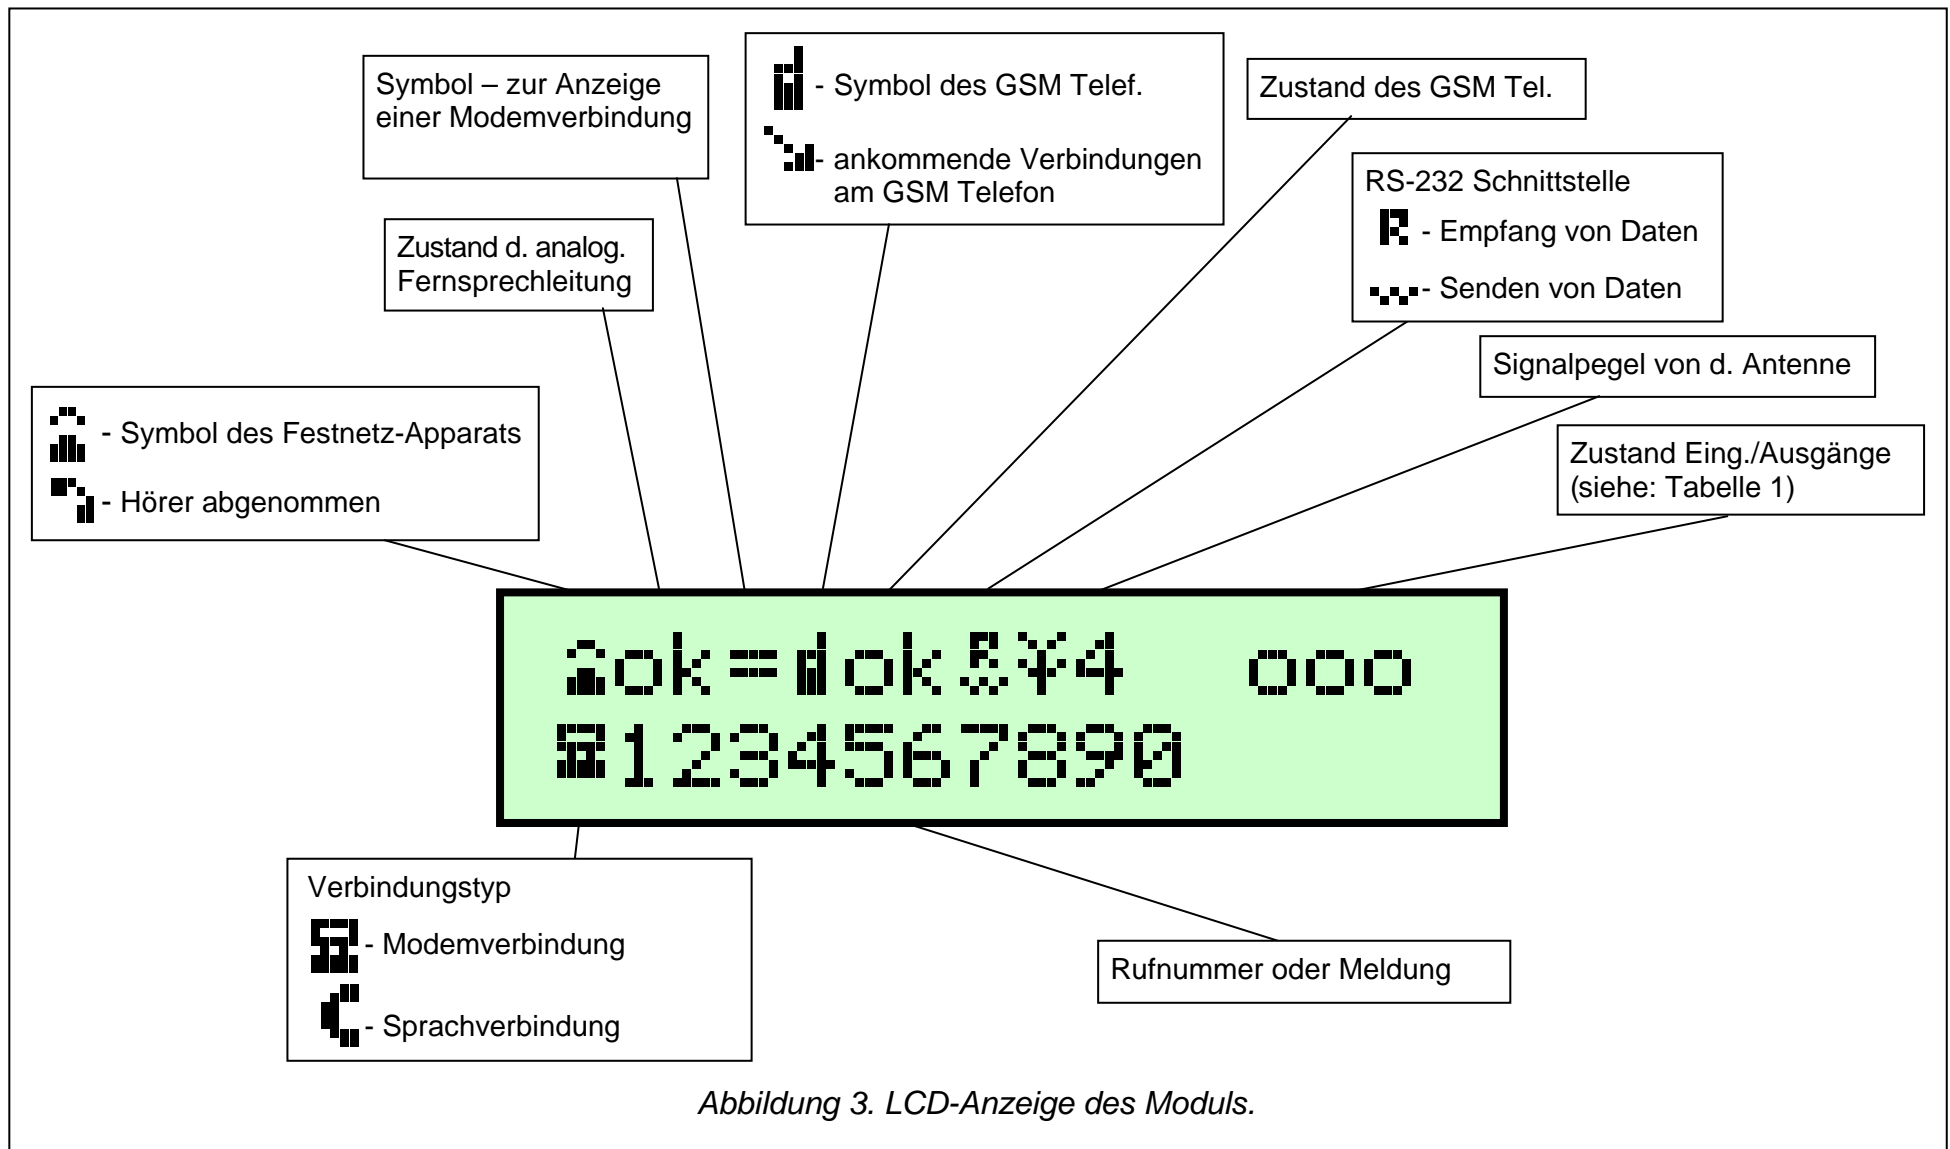 Symbol – zur Anzeige
einer Modemverbindung
- Symbol des GSM Telef.
- ankommende Verbindungen
am GSM Telefon
Zustand des GSM Tel.
RS-232 Schnittstelle
R - Empfang von Daten
- Senden von Daten
Zustand d. analog.
Fernsprechleitung
Signalpegel von d. Antenne
- Symbol des Festnetz-Apparats
- Hörer abgenommen
Zustand Eing./Ausgänge
(siehe: Tabelle 1)
ok=ok R4 ooo
1234567890
Verbindungstyp
- Modemverbindung
- Sprachverbindung
Rufnummer oder Meldung
Abbildung 3. LCD-Anzeige des Moduls.